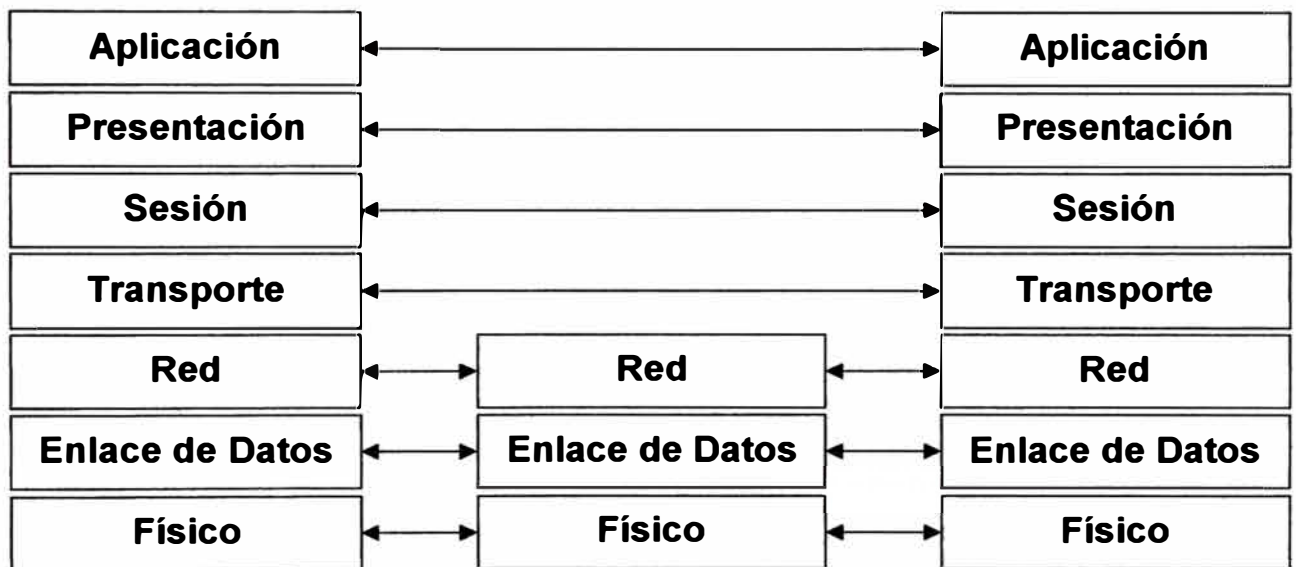 Aplicación Aplicación
Presentación Presentación
Sesión Sesión
Transporte Transporte
Red Red Red
Enlace de Datos Enlace de Datos Enlace de Datos
Físico Físico Físico